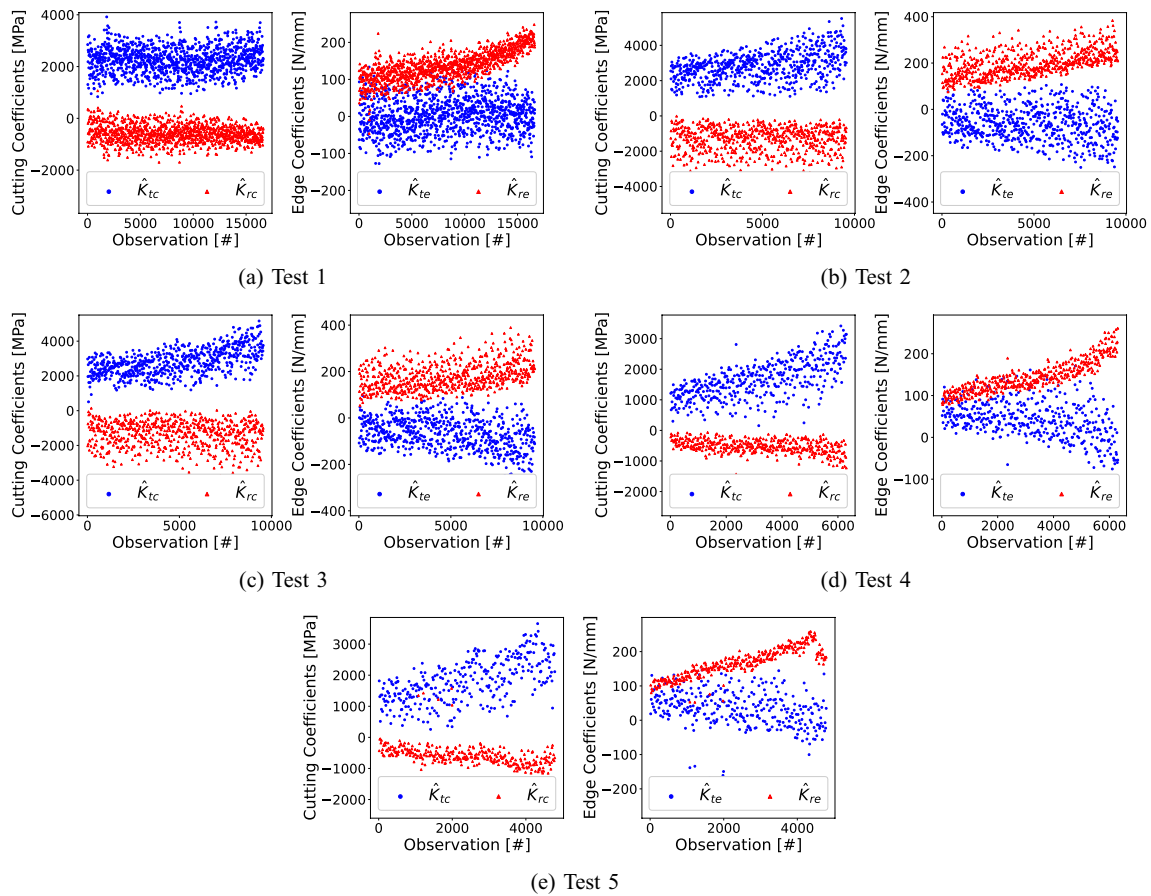 Cutting Coefficients [MPa]
4000
2000
0
−2000
K̂tc
K̂rc
0
5000
10000
15000
Observation [#]
Edge Coefficients [N/mm]
200
100
0
−100
−200
K̂te
K̂re
0
5000
10000
15000
Observation [#]
(a) Test 1
Cutting Coefficients [MPa]
4000
2000
0
−2000
−4000
K̂tc
K̂rc
0
5000
10000
Observation [#]
Edge Coefficients [N/mm]
400
200
0
−200
−400
K̂te
K̂re
0
5000
10000
Observation [#]
(b) Test 2
Cutting Coefficients [MPa]
4000
2000
0
−2000
−4000
−6000
K̂tc
K̂rc
0
5000
10000
Observation [#]
Edge Coefficients [N/mm]
400
200
0
−200
−400
K̂te
K̂re
0
5000
10000
Observation [#]
(c) Test 3
Cutting Coefficients [MPa]
3000
2000
1000
0
−1000
−2000
K̂tc
K̂rc
0
2000
4000
6000
Observation [#]
Edge Coefficients [N/mm]
200
100
0
−100
K̂te
K̂re
0
2000
4000
6000
Observation [#]
(d) Test 4
Cutting Coefficients [MPa]
3000
2000
1000
0
−1000
−2000
K̂tc
K̂rc
0
2000
4000
Observation [#]
Edge Coefficients [N/mm]
200
100
0
−100
−200
K̂te
K̂re
0
2000
4000
Observation [#]
(e) Test 5